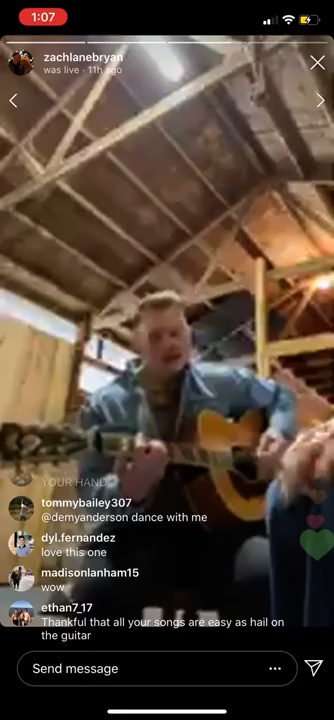 1:07
zachlanebryan
was live · 11h ago
YOUR HAND
tommybailey307
@demyanderson dance with me
dyl.fernandez
love this one
madisonlanham15
wow
ethan7_17
Thankful that all your songs are easy as hail on
the guitar
Send message